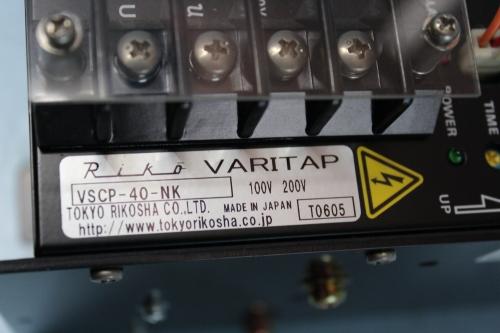 U
U
POWER
TIME
UP
Rikō VARITAP
VSCP-40-NK 100V 200V
TOKYO RIKOSHA CO.,LTD. MADE IN JAPAN T0605
http://www.tokyorikosha.co.jp